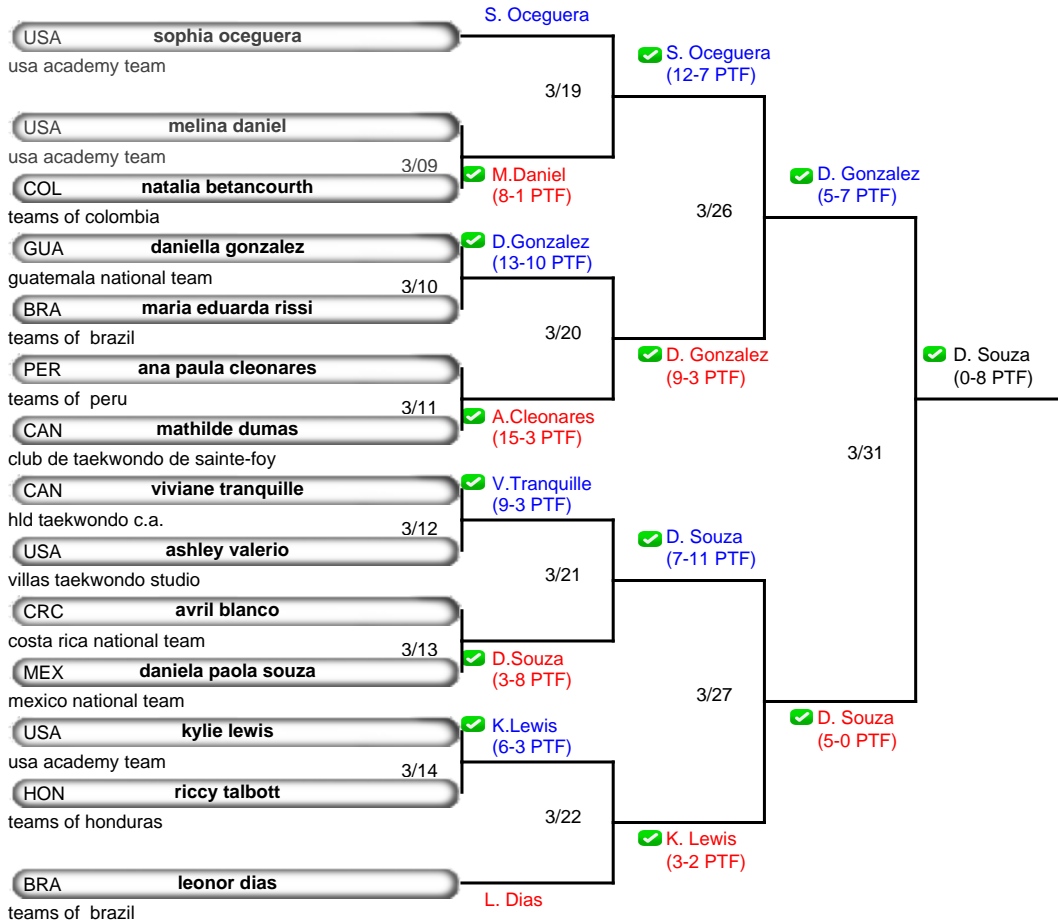 S. Oceguera
USA sophia oceguera
usa academy team
S. Oceguera
(12-7 PTF)
3/19
USA melina daniel
usa academy team
3/09
M.Daniel
(8-1 PTF)
COL natalia betancourth
teams of colombia
D. Gonzalez
(5-7 PTF)
3/26
GUA daniella gonzalez
guatemala national team
D.Gonzalez
(13-10 PTF)
3/10
BRA maria eduarda rissi
teams of  brazil
3/20
D. Gonzalez
(9-3 PTF)
D. Souza
(0-8 PTF)
PER ana paula cleonares
teams of  peru
3/11
A.Cleonares
(15-3 PTF)
CAN mathilde dumas
club de taekwondo de sainte-foy
3/31
CAN viviane tranquille
hld taekwondo c.a.
V.Tranquille
(9-3 PTF)
3/12
USA ashley valerio
villas taekwondo studio
D. Souza
(7-11 PTF)
3/21
CRC avril blanco
costa rica national team
3/13
D.Souza
(3-8 PTF)
MEX daniela paola souza
mexico national team
3/27
D. Souza
(5-0 PTF)
USA kylie lewis
usa academy team
K.Lewis
(6-3 PTF)
3/14
HON riccy talbott
teams of honduras
3/22
K. Lewis
(3-2 PTF)
BRA leonor dias
teams of  brazil
L. Dias